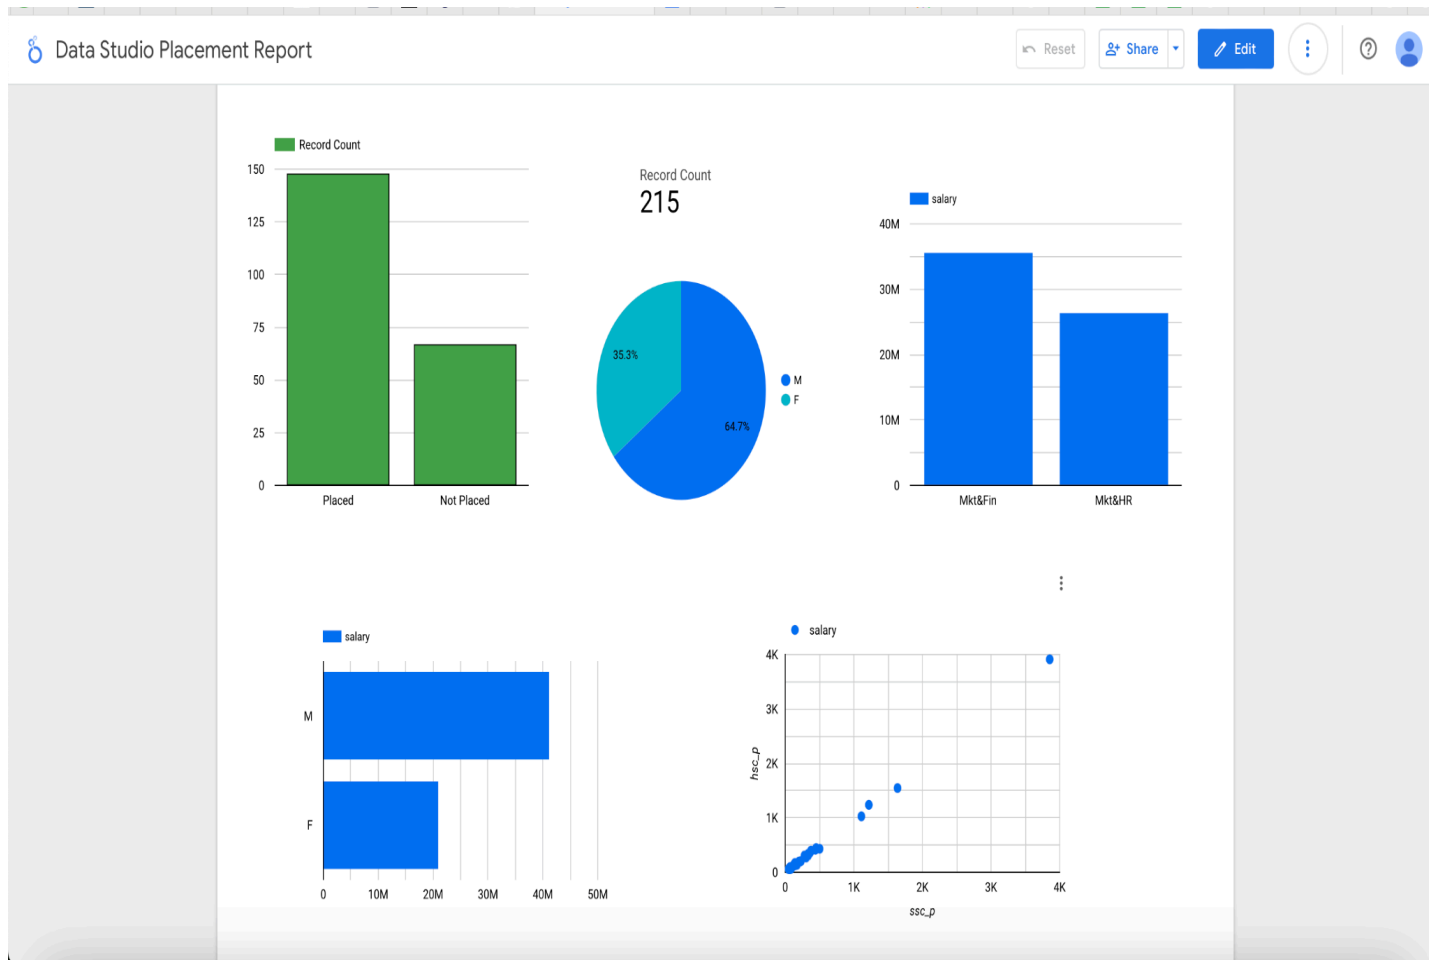 Data Studio Placement Report
Reset
Share
Edit
Record Count
150
125
100
75
50
25
0
Placed
Not Placed
Record Count
215
35.3%
64.7%
M
F
salary
40M
30M
20M
10M
0
Mkt&Fin
Mkt&HR
salary
M
F
0 10M 20M 30M 40M 50M
salary
4K
3K
2K
1K
0
hsc_p
0 1K 2K 3K 4K
ssc_p